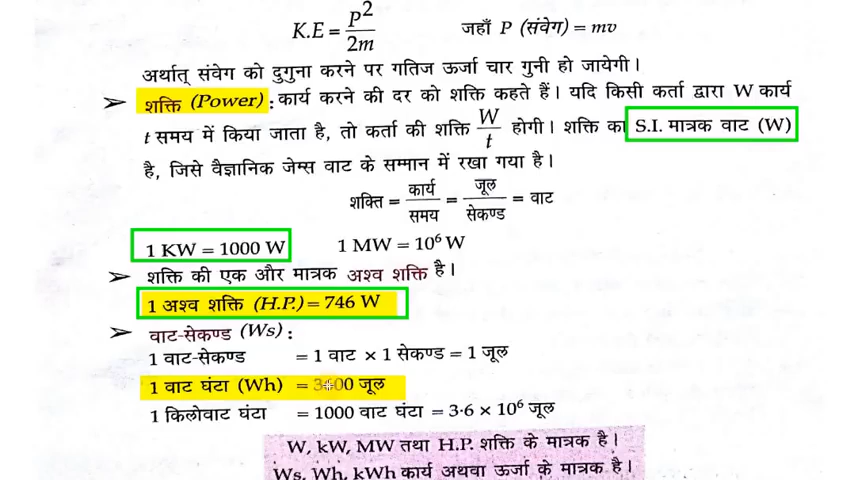 K.E = P²/2m जहाँ P (संवेग) = mv
अर्थात् संवेग को दुगुना करने पर गतिज ऊर्जा चार गुनी हो जायेगी।
➢ शक्ति (Power) : कार्य करने की दर को शक्ति कहते हैं। यदि किसी कर्ता द्वारा W कार्य
t समय में किया जाता है, तो कर्ता की शक्ति W/t होगी। शक्ति का S.I. मात्रक वाट (W)
है, जिसे वैज्ञानिक जेम्स वाट के सम्मान में रखा गया है।
शक्ति = कार्य/समय = जूल/सेकण्ड = वाट
1 KW = 1000 W 1 MW = 10⁶ W
➢ शक्ति की एक और मात्रक अश्व शक्ति है।
1 अश्व शक्ति (H.P.) = 746 W
➢ वाट-सेकण्ड (Ws) :
1 वाट-सेकण्ड = 1 वाट × 1 सेकण्ड = 1 जूल
1 वाट घंटा (Wh) = जूल
1 किलोवाट घंटा = 1000 वाट घंटा = 3·6 × 10⁶ जूल
W, kW, MW तथा H.P. शक्ति के मात्रक है।
Ws, Wh, kWh कार्य अथवा ऊर्जा के मात्रक है।